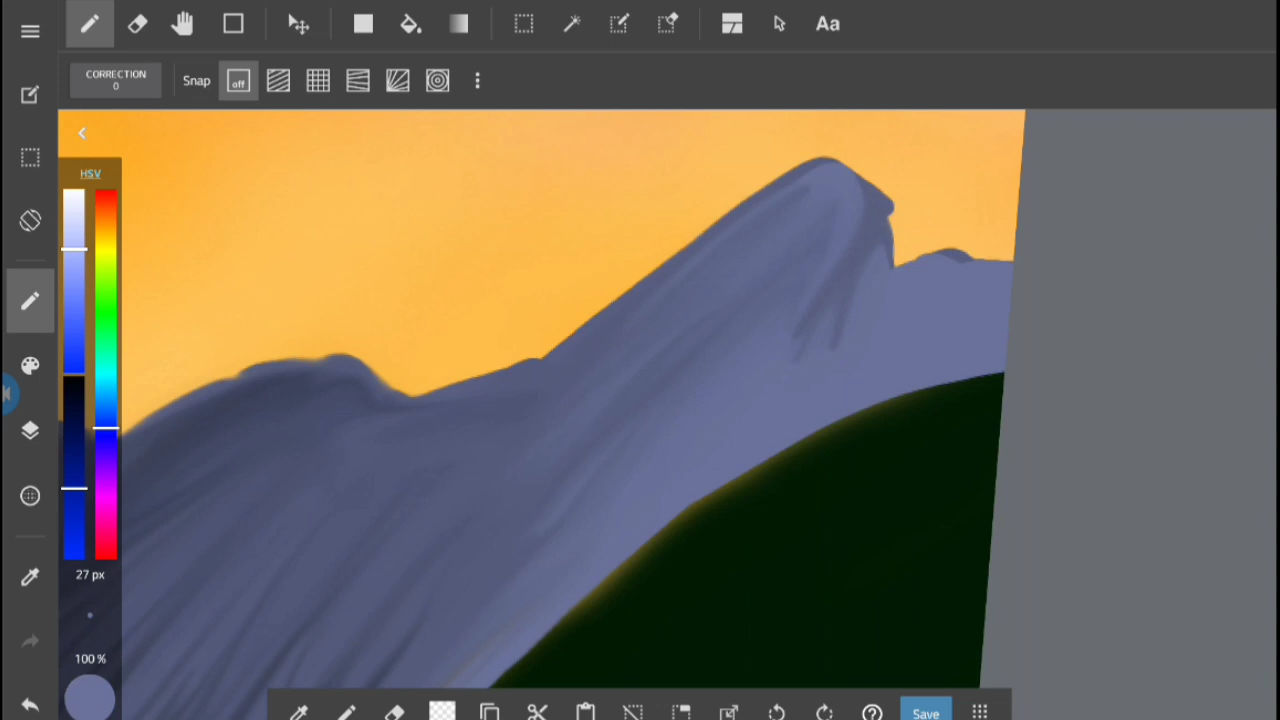 Aa
CORRECTION
0
Snap
off
HSV
27 px
100 %
Save